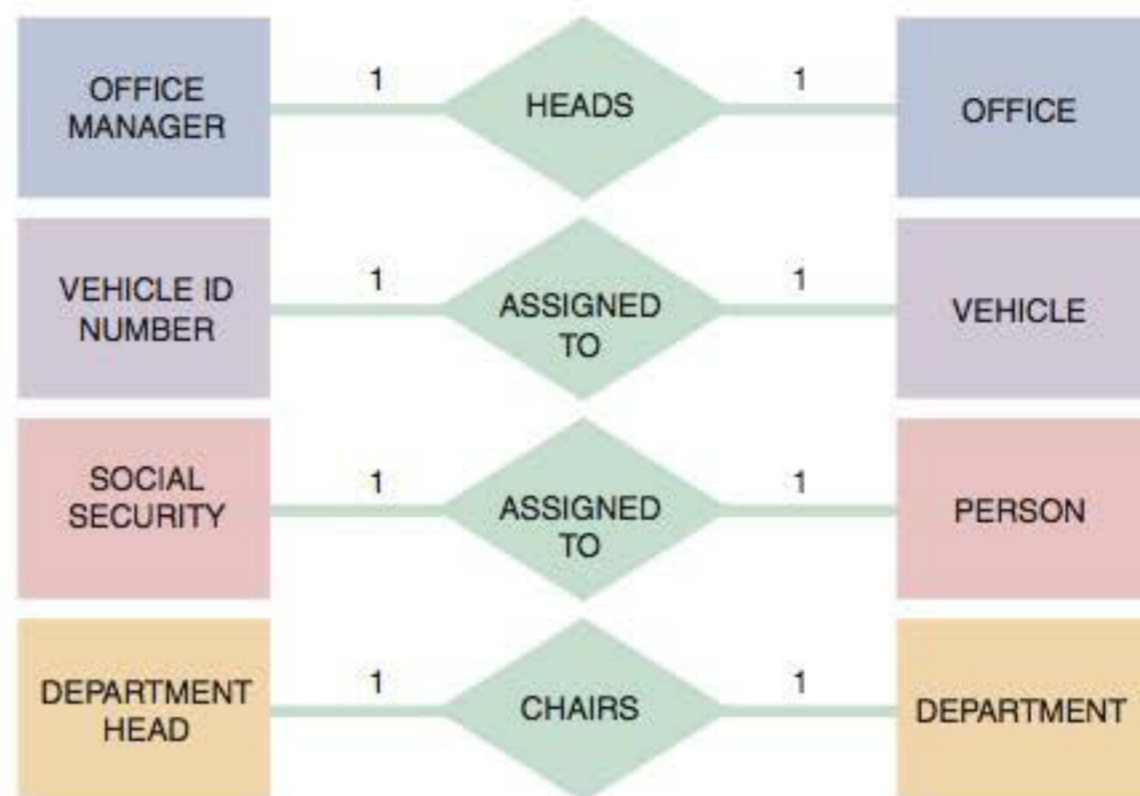 OFFICE
MANAGER
1
HEADS
1
OFFICE
VEHICLE ID
NUMBER
1
ASSIGNED
TO
1
VEHICLE
SOCIAL
SECURITY
1
ASSIGNED
TO
1
PERSON
DEPARTMENT
HEAD
1
CHAIRS
1
DEPARTMENT